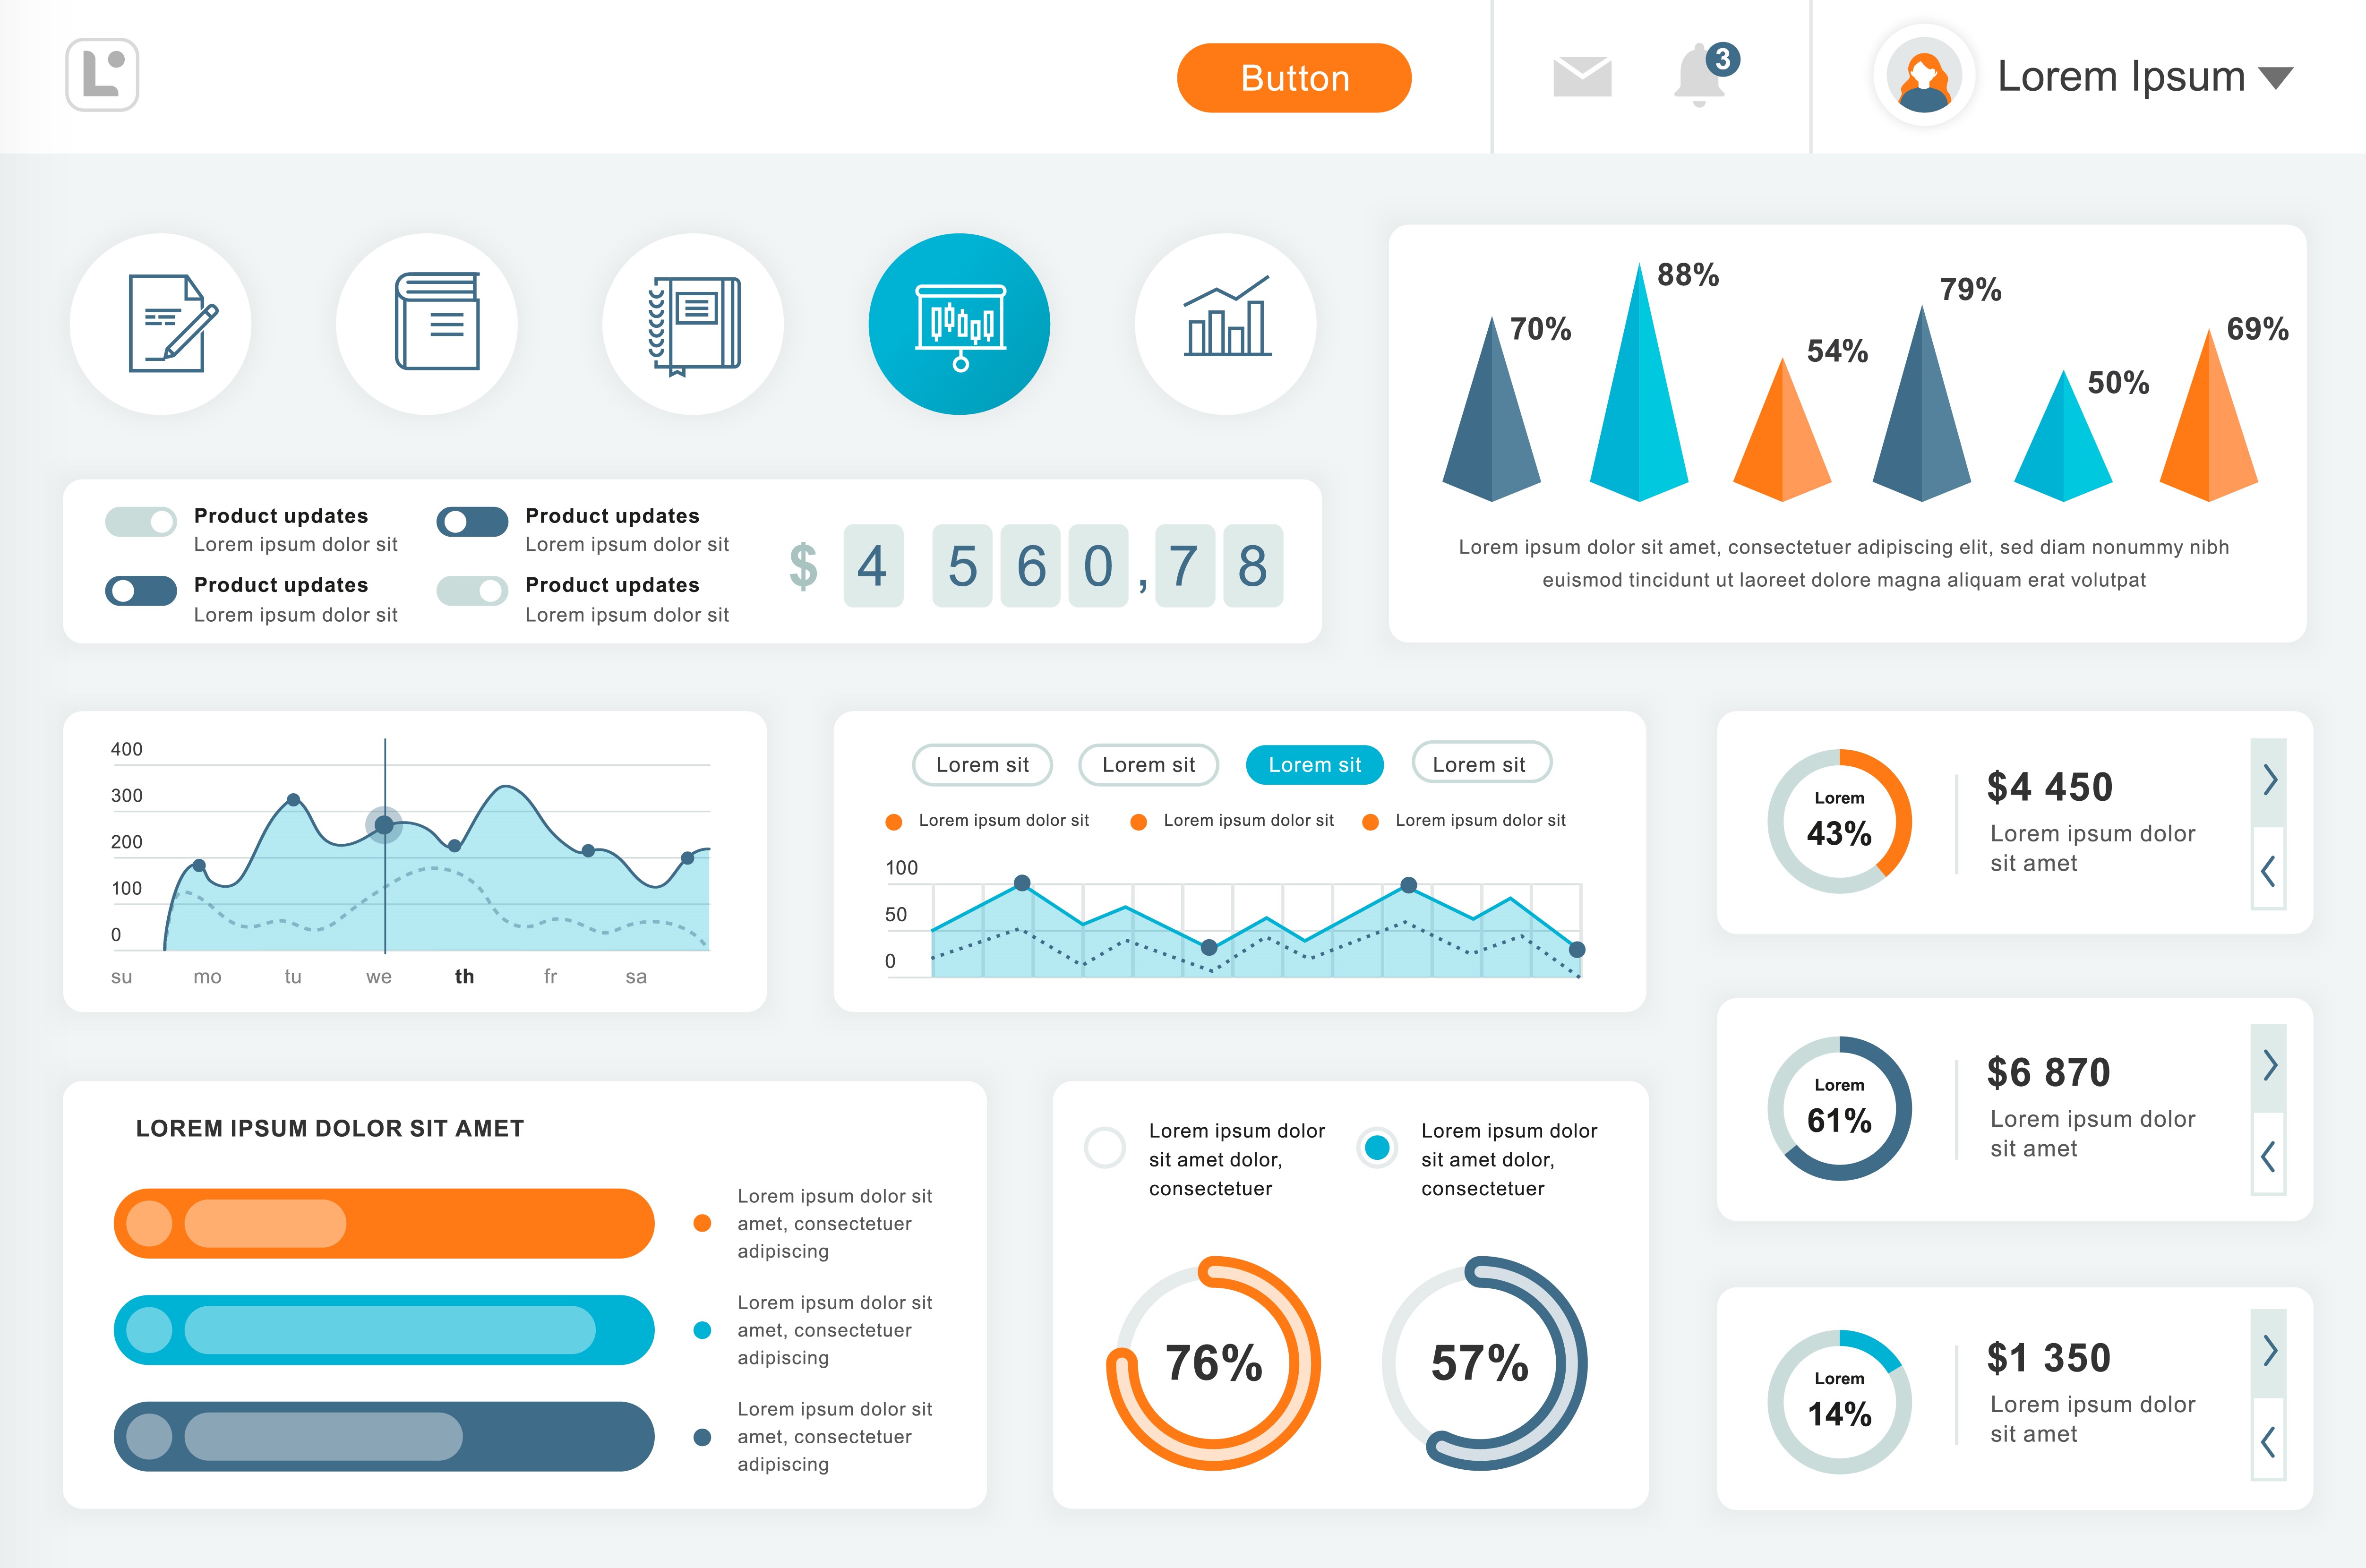 L
Button
3
Lorem Ipsum
70%
88%
54%
79%
50%
69%
Lorem ipsum dolor sit amet, consectetuer adipiscing elit, sed diam nonummy nibh
euismod tincidunt ut laoreet dolore magna aliquam erat volutpat
Product updates
Lorem ipsum dolor sit
Product updates
Lorem ipsum dolor sit
Product updates
Lorem ipsum dolor sit
Product updates
Lorem ipsum dolor sit
$ 4 560,78
400
300
200
100
0
su mo tu we th fr sa
Lorem sit
Lorem sit
Lorem sit
Lorem sit
Lorem ipsum dolor sit
Lorem ipsum dolor sit
Lorem ipsum dolor sit
100
50
0
Lorem
43%
$4 450
Lorem ipsum dolor
sit amet
Lorem
61%
$6 870
Lorem ipsum dolor
sit amet
Lorem
14%
$1 350
Lorem ipsum dolor
sit amet
LOREM IPSUM DOLOR SIT AMET
Lorem ipsum dolor sit
amet, consectetuer
adipiscing
Lorem ipsum dolor sit
amet, consectetuer
adipiscing
Lorem ipsum dolor sit
amet, consectetuer
adipiscing
Lorem ipsum dolor
sit amet dolor,
consectetuer
Lorem ipsum dolor
sit amet dolor,
consectetuer
76%
57%